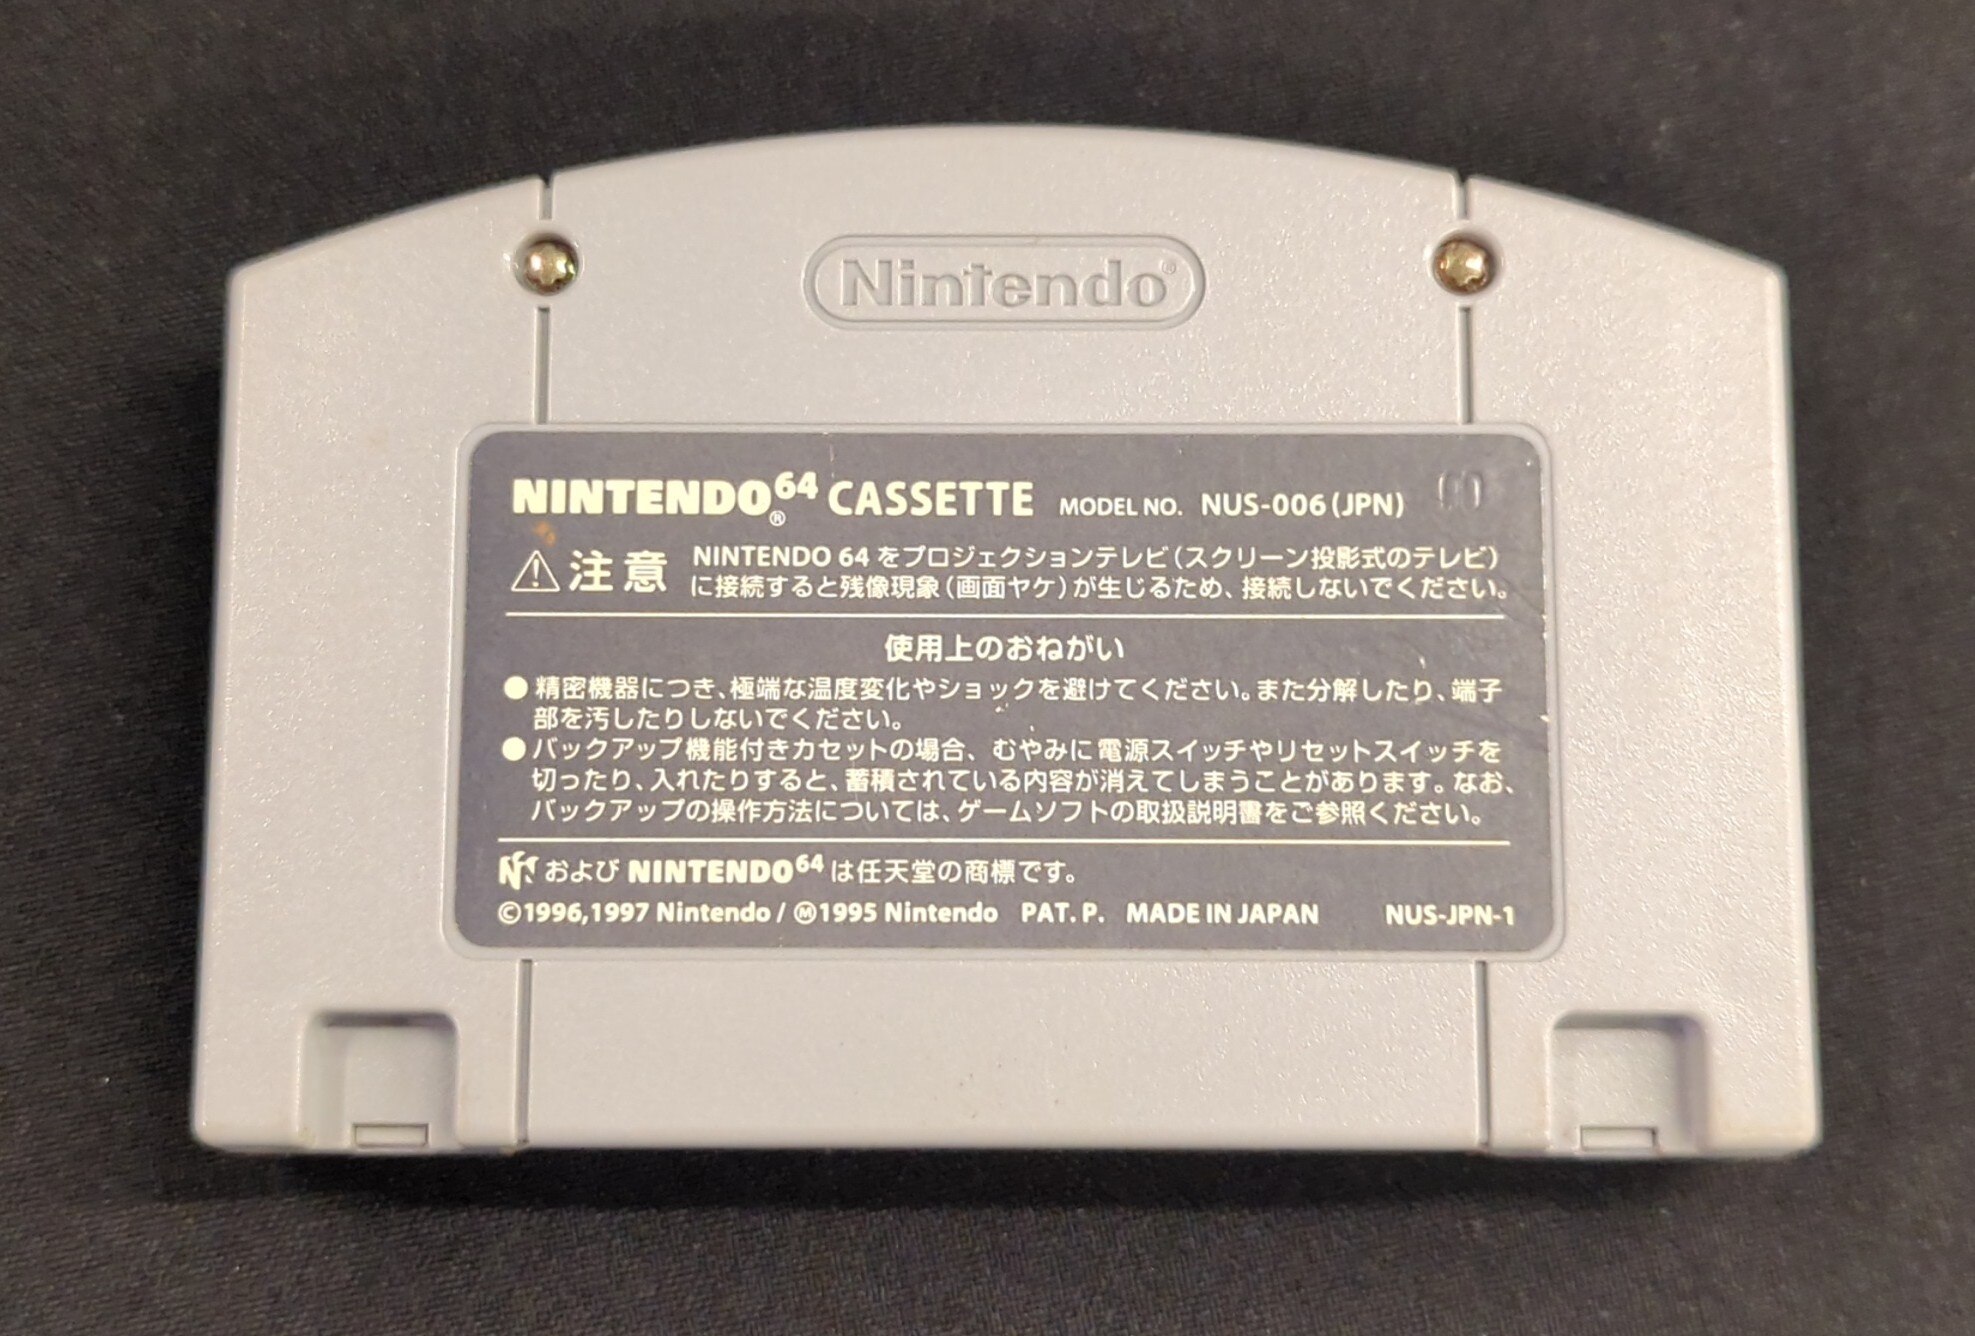 Nintendo®
NINTENDO64® CASSETTE MODEL NO. NUS-006(JPN)
⚠注意 NINTENDO 64 をプロジェクションテレビ(スクリーン投影式のテレビ)
に接続すると残像現象(画面ヤケ)が生じるため、接続しないでください。
使用上のおねがい
●精密機器につき、極端な温度変化やショックを避けてください。また分解したり、端子
部を汚したりしないでください。
●バックアップ機能付きカセットの場合、むやみに電源スイッチやリセットスイッチを
切ったり、入れたりすると、蓄積されている内容が消えてしまうことがあります。なお、
バックアップの操作方法については、ゲームソフトの取扱説明書をご参照ください。
および NINTENDO64 は任天堂の商標です。
©1996,1997 Nintendo / Ⓜ1995 Nintendo PAT. P. MADE IN JAPAN NUS-JPN-1